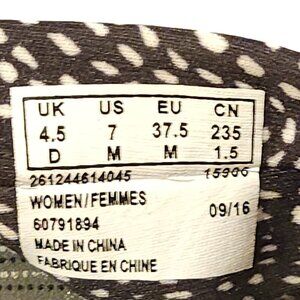 UK US EU CN
4.5 7 37.5 235
D M M 1.5
261244614045 15906
WOMEN/FEMMES
09/16
60791894
MADE IN CHINA
FABRIQUE EN CHINE